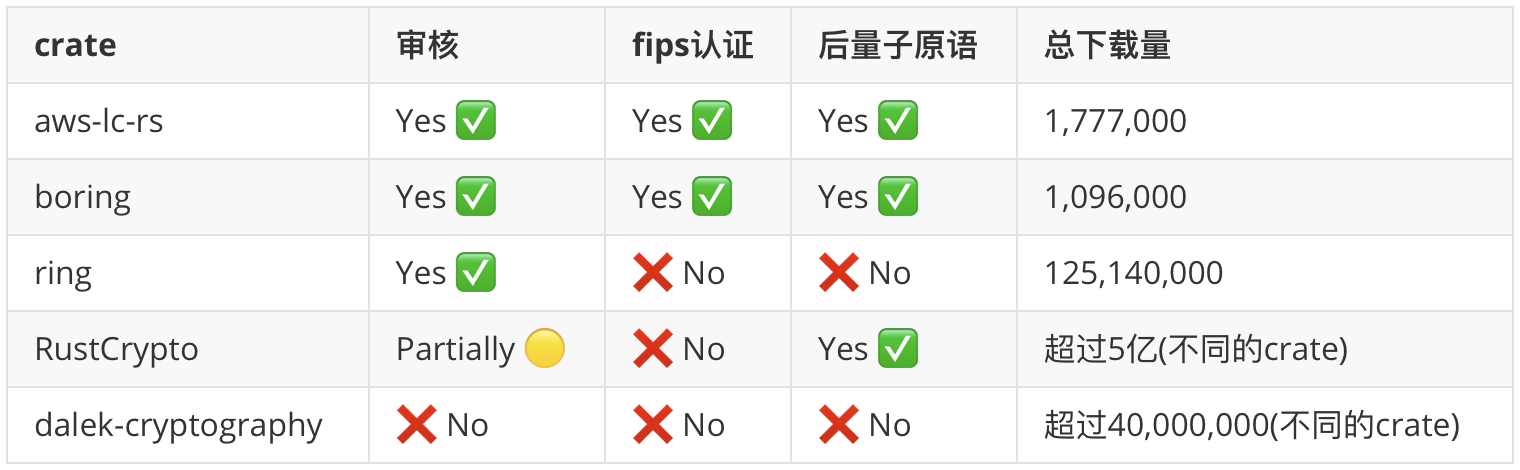 crate 审核 fips认证 后量子原语 总下载量
aws-lc-rs Yes ✅ Yes ✅ Yes ✅ 1,777,000
boring Yes ✅ Yes ✅ Yes ✅ 1,096,000
ring Yes ✅ ❌ No ❌ No 125,140,000
RustCrypto Partially 🟡 ❌ No Yes ✅ 超过5亿(不同的crate)
dalek-cryptography ❌ No ❌ No ❌ No 超过40,000,000(不同的crate)